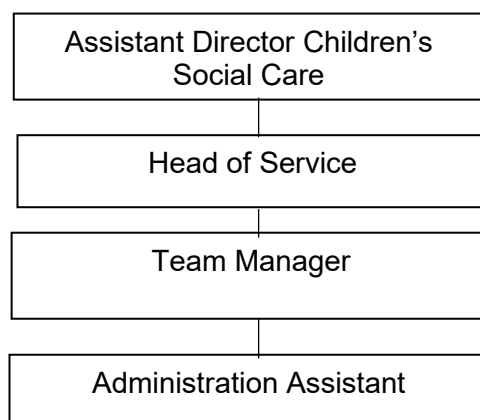 Assistant Director Children’s
Social Care
Head of Service
Team Manager
Administration Assistant